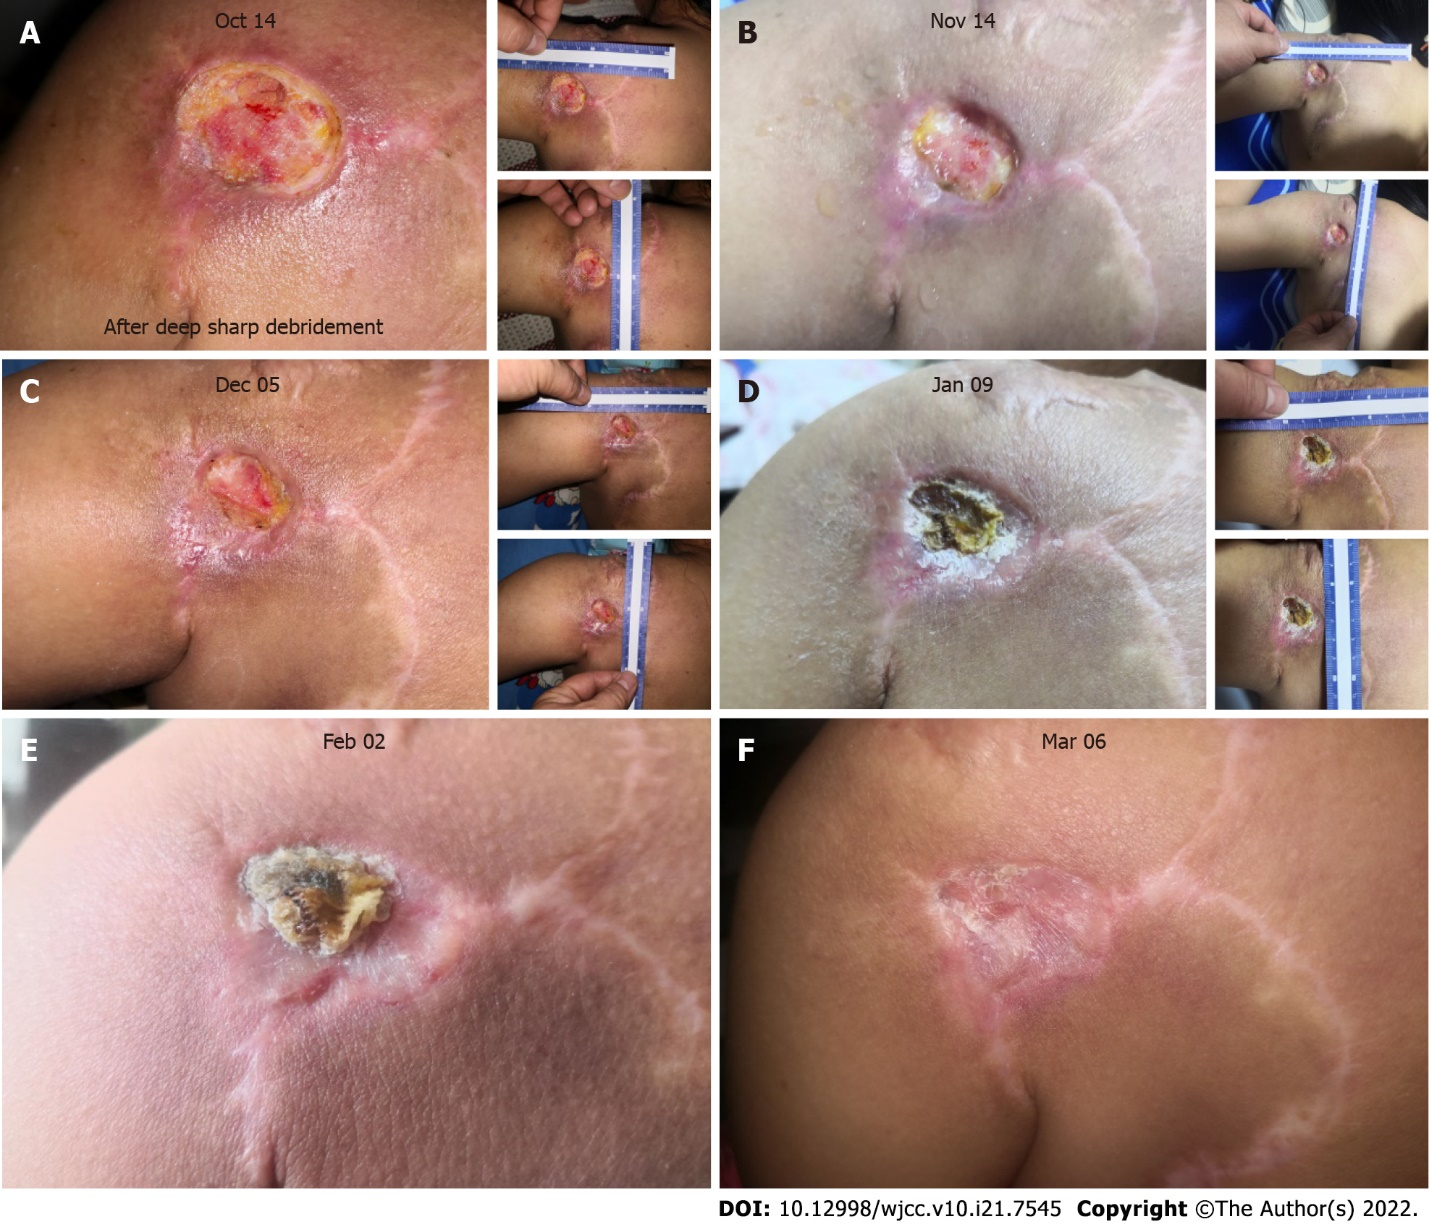 A
Oct 14
After deep sharp debridement
B
Nov 14
C
Dec 05
D
Jan 09
E
Feb 02
F
Mar 06
DOI: 10.12998/wjcc.v10.i21.7545 Copyright ©The Author(s) 2022.